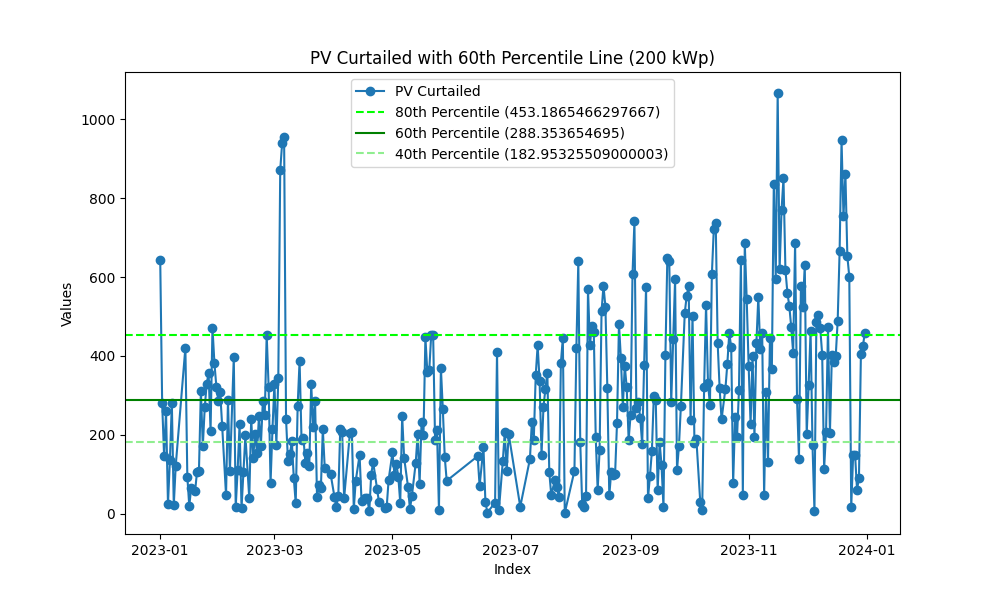 PV Curtailed with 60th Percentile Line (200 kWp)
PV Curtailed
80th Percentile (453.1865466297667)
60th Percentile (288.353654695)
40th Percentile (182.95325509000003)
1000
800
600
400
200
0
Values
2023-01 2023-03 2023-05 2023-07 2023-09 2023-11 2024-01
Index